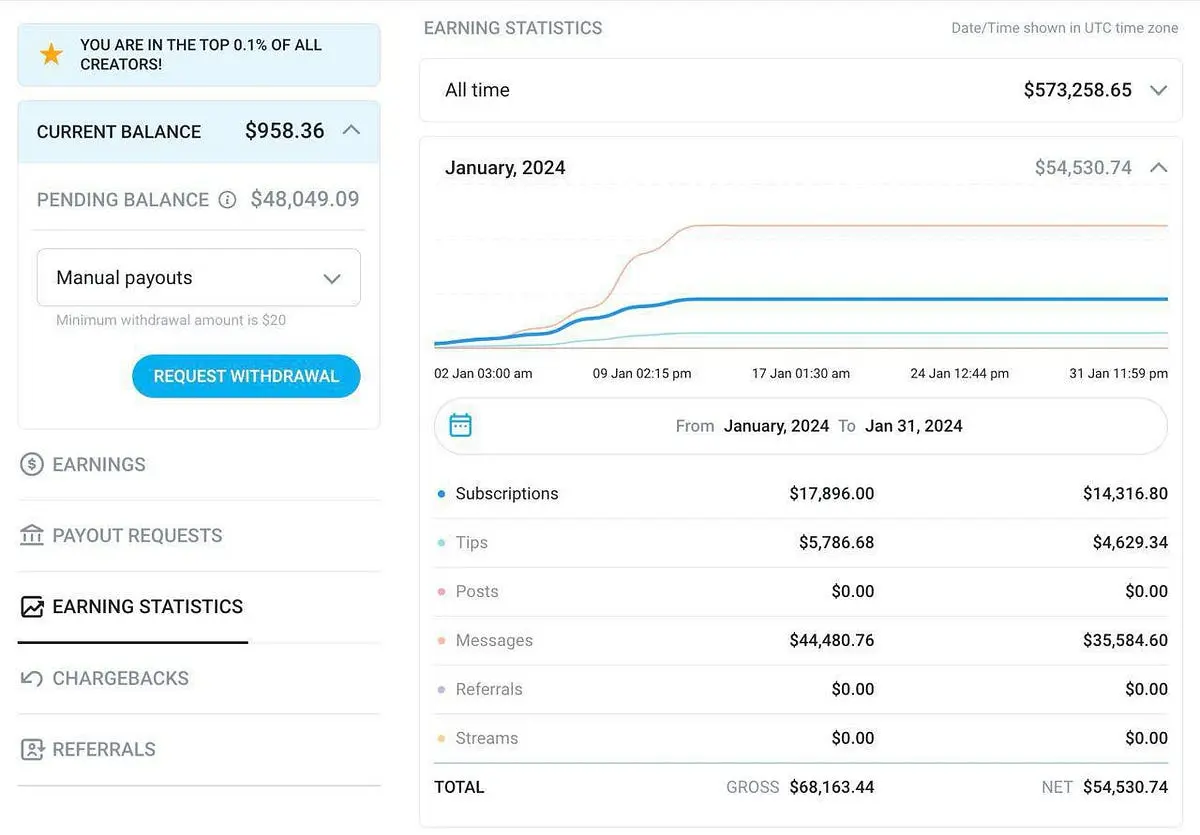 YOU ARE IN THE TOP 0.1% OF ALL
CREATORS!
CURRENT BALANCE $958.36
PENDING BALANCE $48,049.09
Manual payouts
Minimum withdrawal amount is $20
REQUEST WITHDRAWAL
EARNINGS
PAYOUT REQUESTS
EARNING STATISTICS
CHARGEBACKS
REFERRALS
EARNING STATISTICS Date/Time shown in UTC time zone
All time $573,258.65
January, 2024 $54,530.74
02 Jan 03:00 am 09 Jan 02:15 pm 17 Jan 01:30 am 24 Jan 12:44 pm 31 Jan 11:59 pm
From January, 2024 To Jan 31, 2024
Subscriptions $17,896.00 $14,316.80
Tips $5,786.68 $4,629.34
Posts $0.00 $0.00
Messages $44,480.76 $35,584.60
Referrals $0.00 $0.00
Streams $0.00 $0.00
TOTAL GROSS $68,163.44 NET $54,530.74